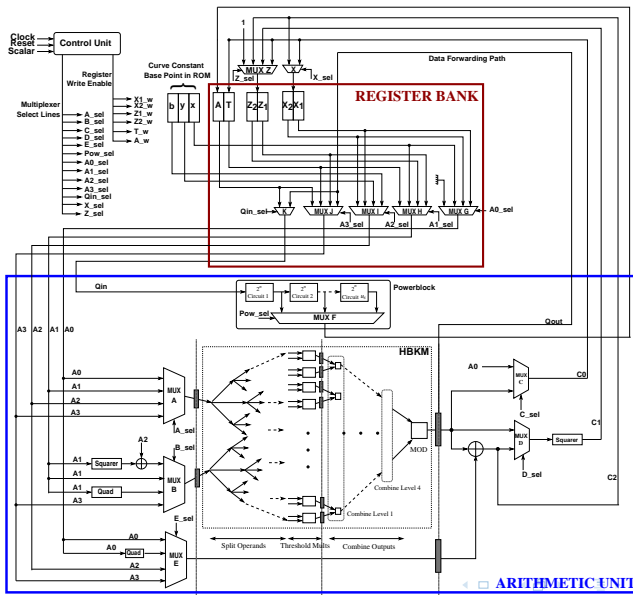 Clock
Reset
Scalar
Control Unit
Register
Write Enable
Multiplexer
Select Lines
X1_w
X2_w
Z1_w
Z2_w
T_w
A_w
A_sel
B_sel
C_sel
D_sel
E_sel
Pow_sel
A0_sel
A1_sel
A2_sel
A3_sel
Qin_sel
X_sel
Z_sel
Curve Constant
Base Point in ROM
b y x
1
MUX Z
Z_sel
X
X_sel
Data Forwarding Path
REGISTER BANK
A T
Z2 Z1
X2 X1
Qin_sel
K
MUX J
MUX I
MUX H
MUX G
A0_sel
A3_sel
A2_sel
A1_sel
Qin
2ⁿ
Circuit 1
2ⁿ
Circuit 2
2ⁿ
Powerblock
Pow_sel
MUX F
Qout
A3
A2
A1
A0
HBKM
A0
A1
A2
A3
MUX
A
A_sel
A2
B_sel
A1
Squarer
A1
A1
Quad
A3
MUX
B
E_sel
A0
A0
Quad
A2
A3
MUX
E
MOD
Combine Level 4
Combine Level 1
Split Operands
Threshold Mults
Combine Outputs
A0
MUX
C
C_sel
C0
MUX
D
D_sel
Squarer
C1
C2
ARITHMETIC UNIT